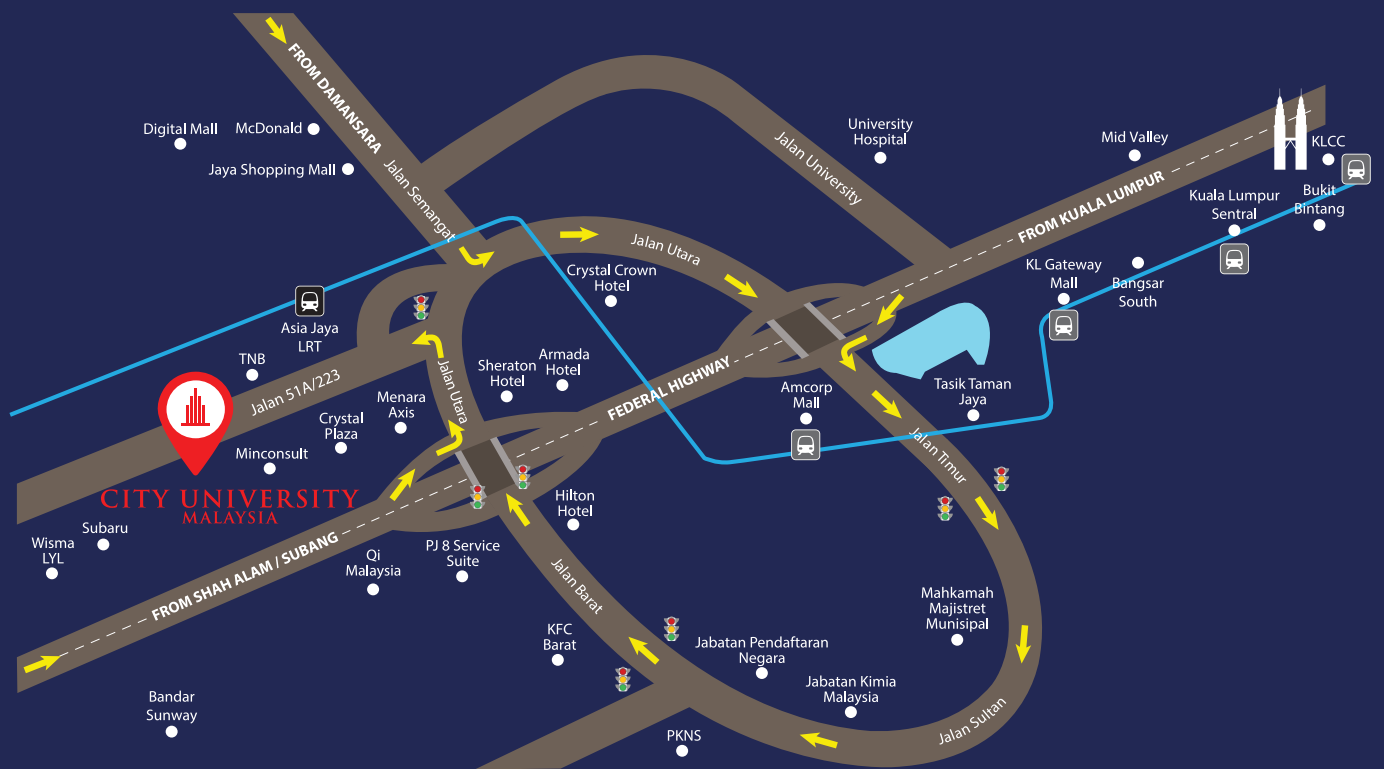 FROM DAMANSARA
Jalan Semangat
Digital Mall
McDonald
Jaya Shopping Mall
University
Hospital
Jalan University
Mid Valley
KLCC
Bukit
Bintang
Kuala Lumpur
Sentral
FROM KUALA LUMPUR
KL Gateway
Mall
Bangsar
South
Jalan Utara
Crystal Crown
Hotel
Asia Jaya
LRT
TNB
Jalan 51A/223
Menara
Axis
Jalan Utara
Sheraton
Hotel
Armada
Hotel
FEDERAL HIGHWAY
Amcorp
Mall
Tasik Taman
Jaya
Crystal
Plaza
Minconsult
CITY UNIVERSITY
MALAYSIA
Jalan Timur
Subaru
Wisma
LYL
FROM SHAH ALAM / SUBANG
Qi
Malaysia
PJ 8 Service
Suite
Hilton
Hotel
Jalan Barat
KFC
Barat
Mahkamah
Majistret
Munisipal
Jabatan Pendaftaran
Negara
Jabatan Kimia
Malaysia
Jalan Sultan
Bandar
Sunway
PKNS